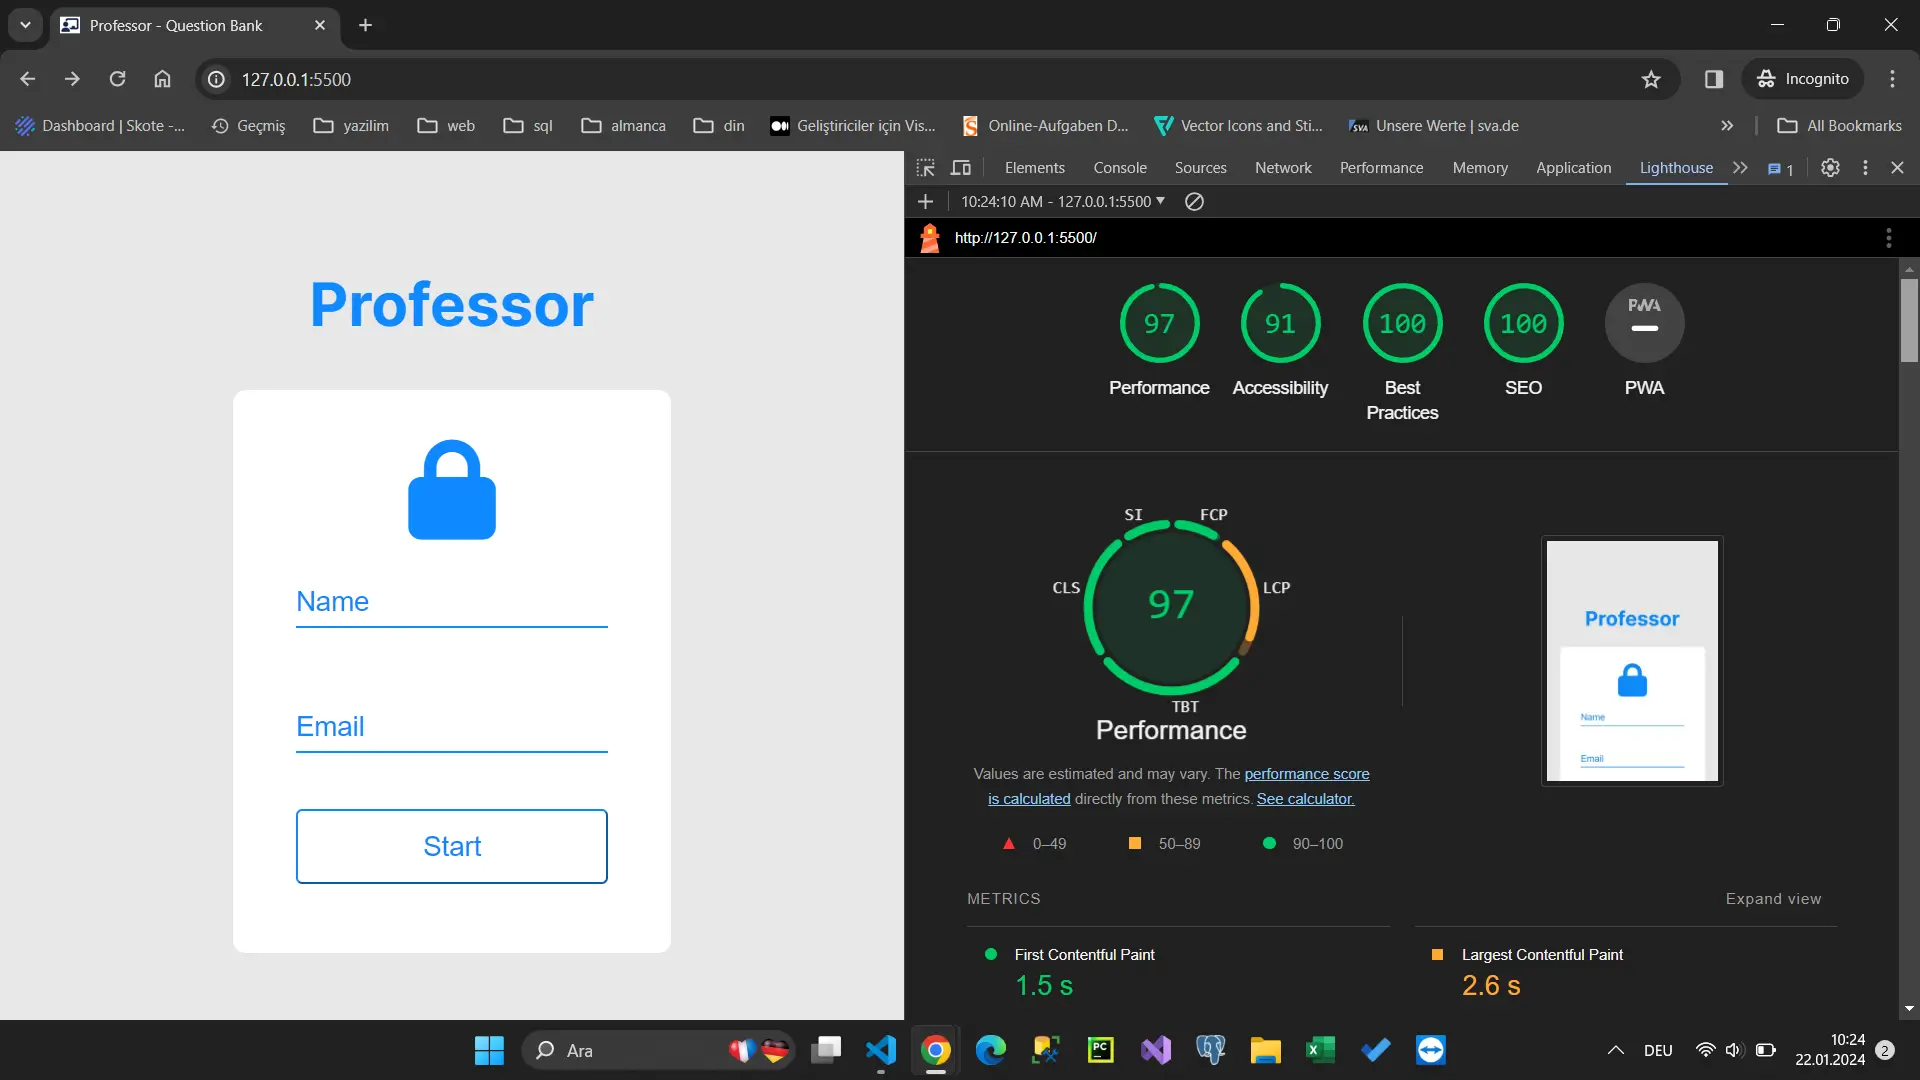 Professor - Question Bank
127.0.0.1:5500
Incognito
Dashboard | Skote -...
Geçmiş
yazilim
web
sql
almanca
din
Geliştiriciler için Vis...
Online-Aufgaben D...
Vector Icons and Sti...
SVA
Unsere Werte | sva.de
All Bookmarks
Professor
Name
Email
Start
Elements Console Sources Network Performance Memory Application Lighthouse 1
10:24:10 AM - 127.0.0.1:5500
http://127.0.0.1:5500/
97 91 100 100 PWA
Performance Accessibility Best Practices SEO PWA
SI FCP
CLS LCP
97
TBT
Performance
Values are estimated and may vary. The performance score
is calculated directly from these metrics. See calculator.
0–49 50–89 90–100
Professor
Name
Email
METRICS Expand view
First Contentful Paint
1.5 s
Largest Contentful Paint
2.6 s
Ara
PC
DEU
10:24
22.01.2024
2